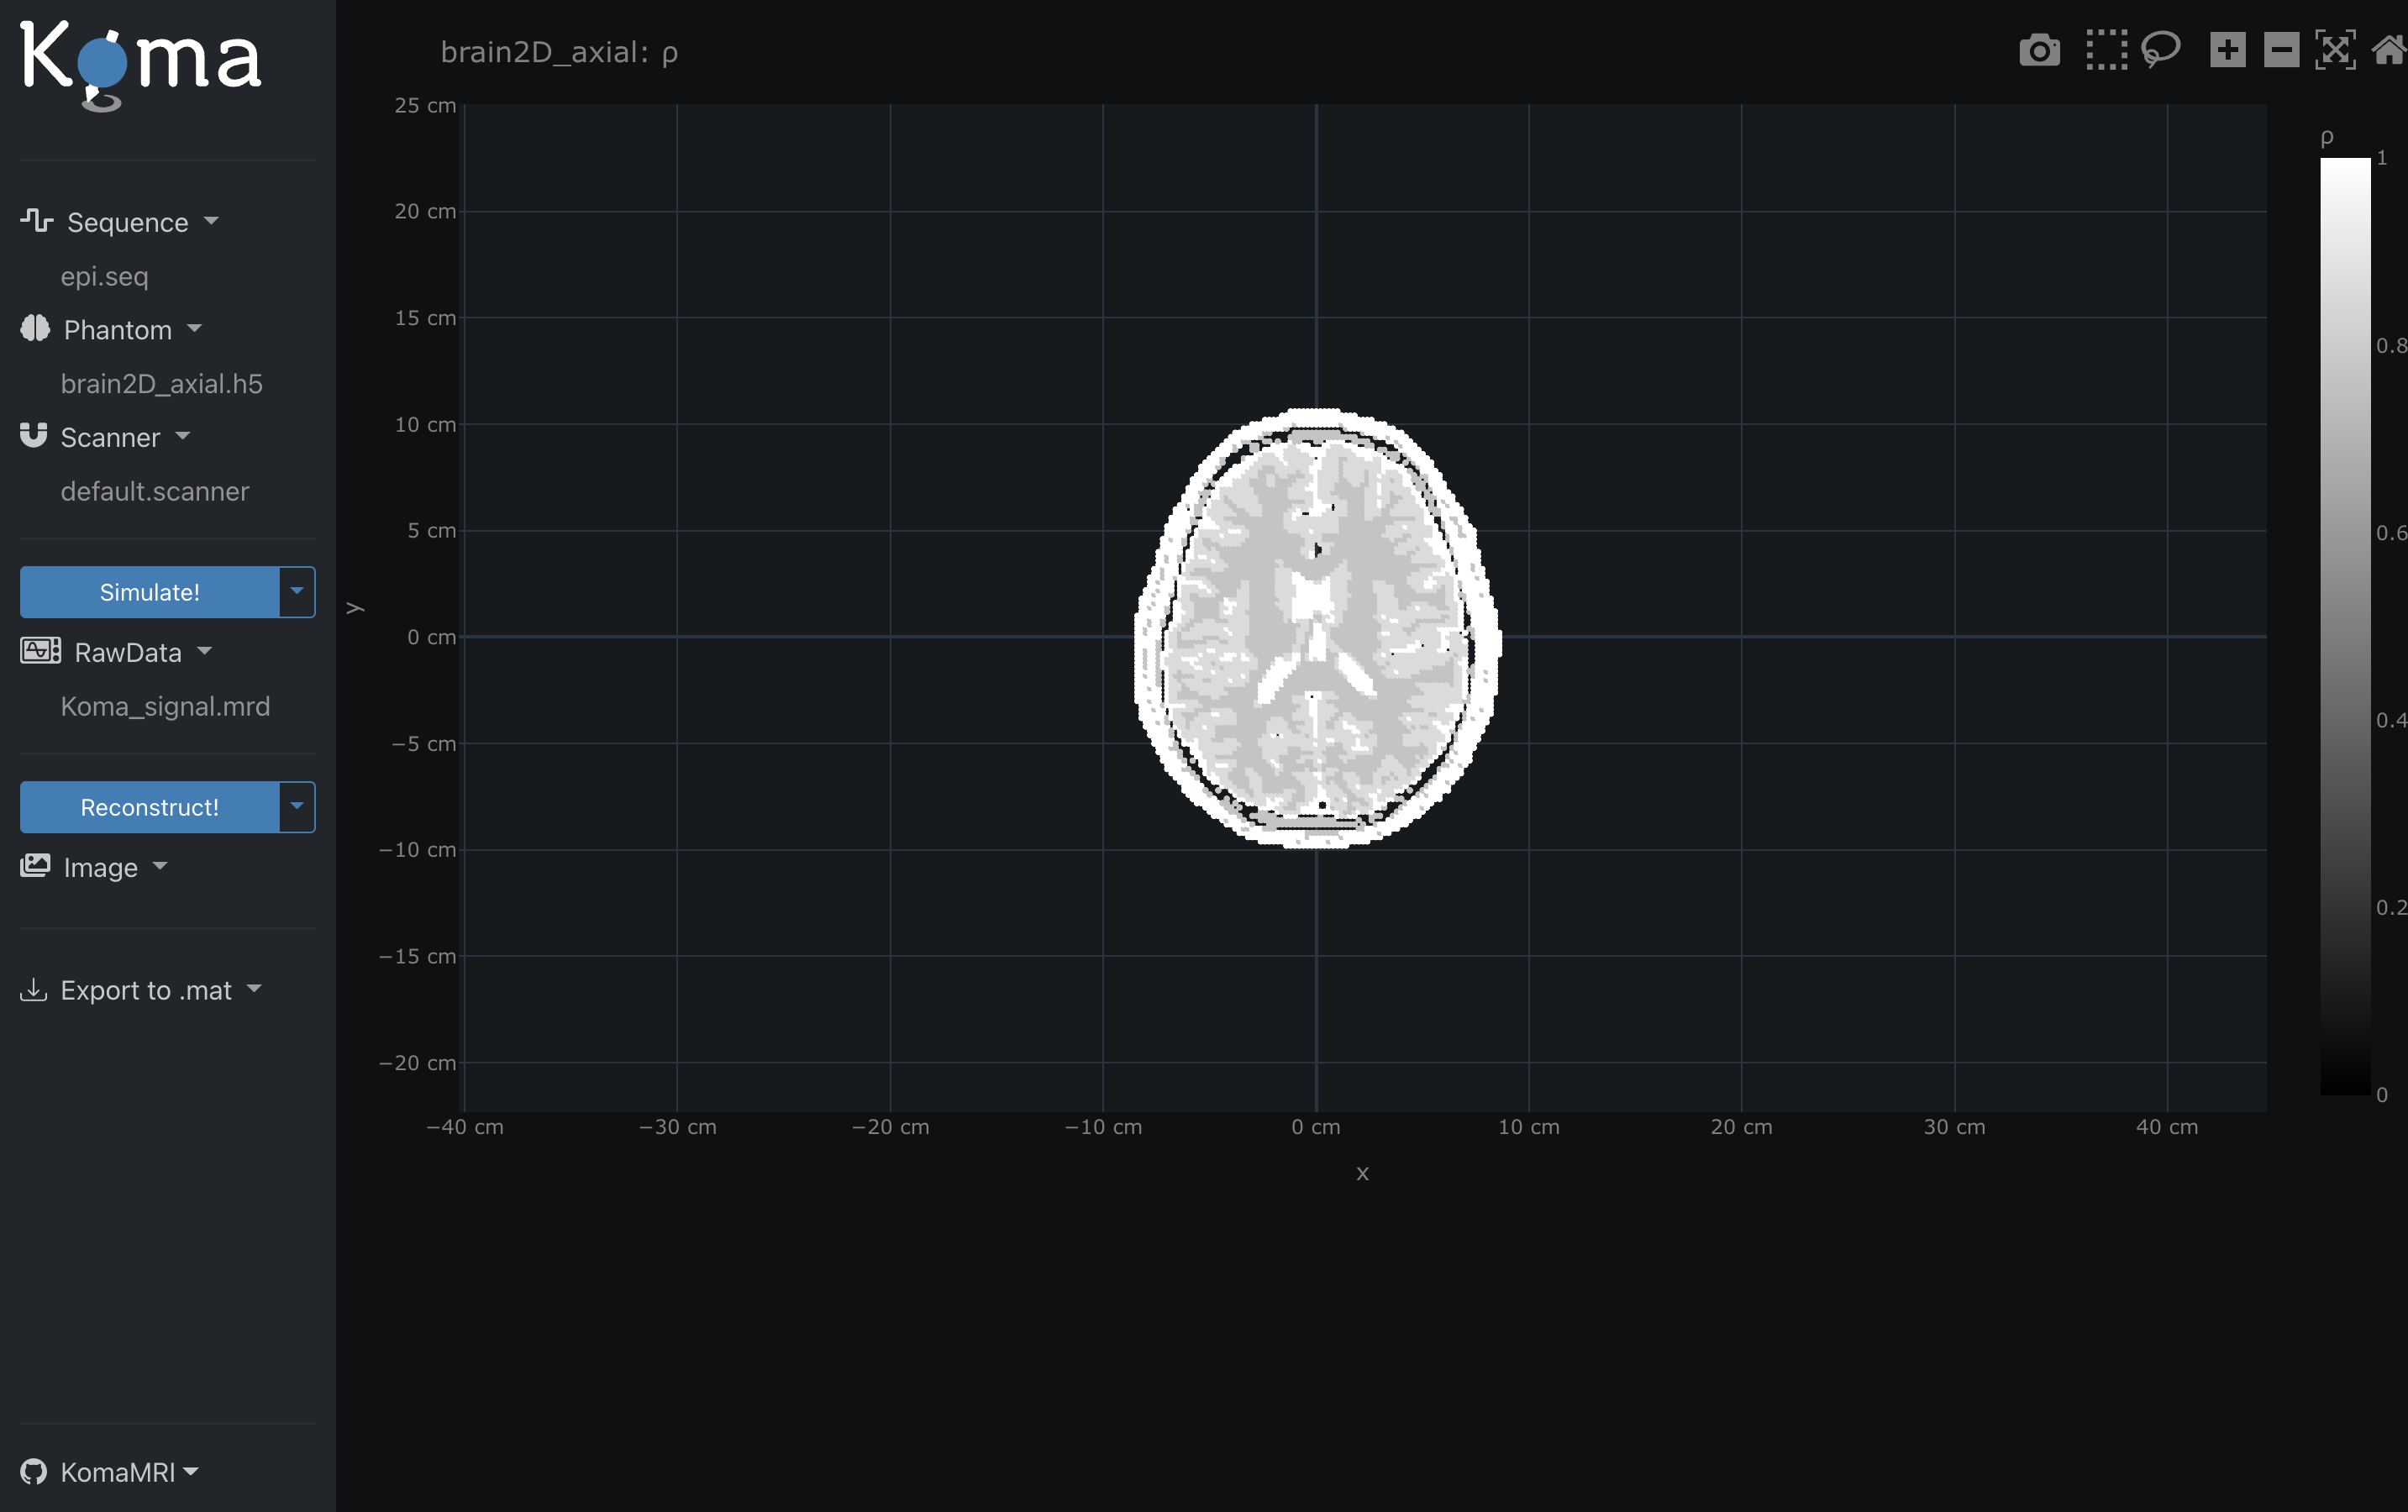 Koma
Sequence
epi.seq
Phantom
brain2D_axial.h5
Scanner
default.scanner
Simulate!
RawData
Koma_signal.mrd
Reconstruct!
Image
Export to .mat
KomaMRI
brain2D_axial: ρ
25 cm
20 cm
15 cm
10 cm
5 cm
0 cm
−5 cm
−10 cm
−15 cm
−20 cm
y
−40 cm
−30 cm
−20 cm
−10 cm
0 cm
10 cm
20 cm
30 cm
40 cm
x
ρ
1
0.8
0.6
0.4
0.2
0